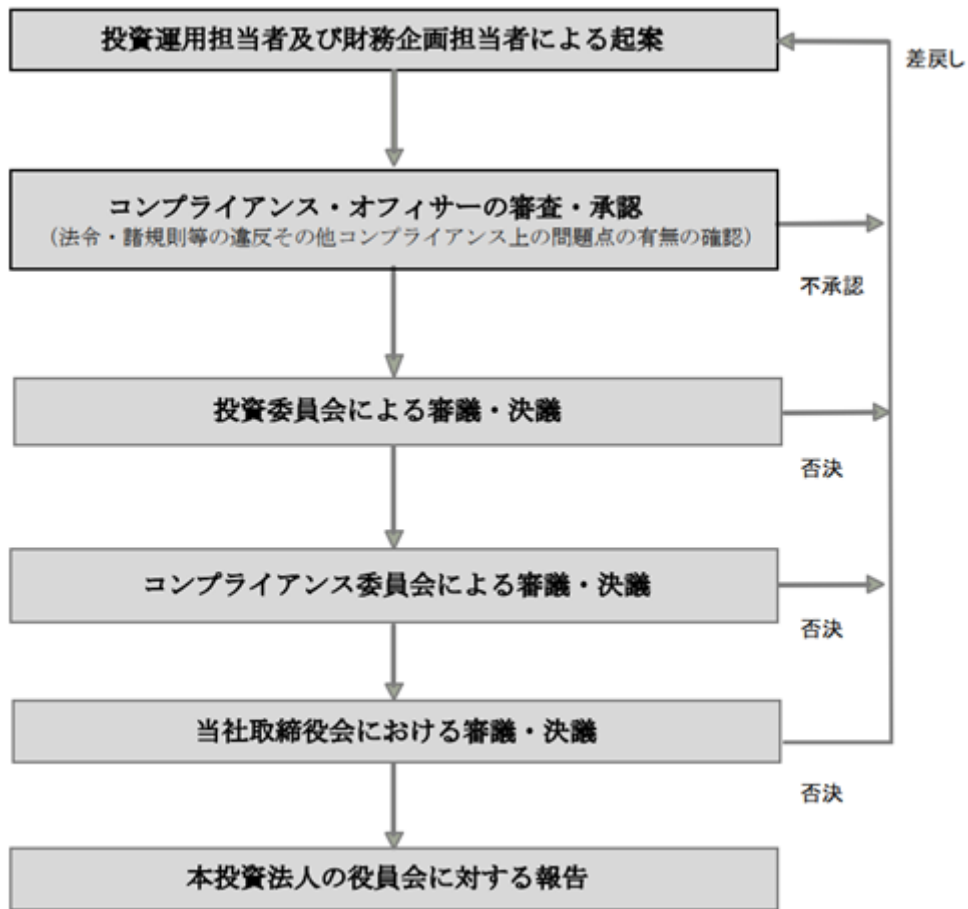 投資運用担当者及び財務企画担当者による起案
差戻し
コンプライアンス・オフィサーの審査・承認
（法令・諸規則等の違反その他コンプライアンス上の問題点の有無の確認）
不承認
投資委員会による審議・決議
否決
コンプライアンス委員会による審議・決議
否決
当社取締役会における審議・決議
否決
本投資法人の役員会に対する報告